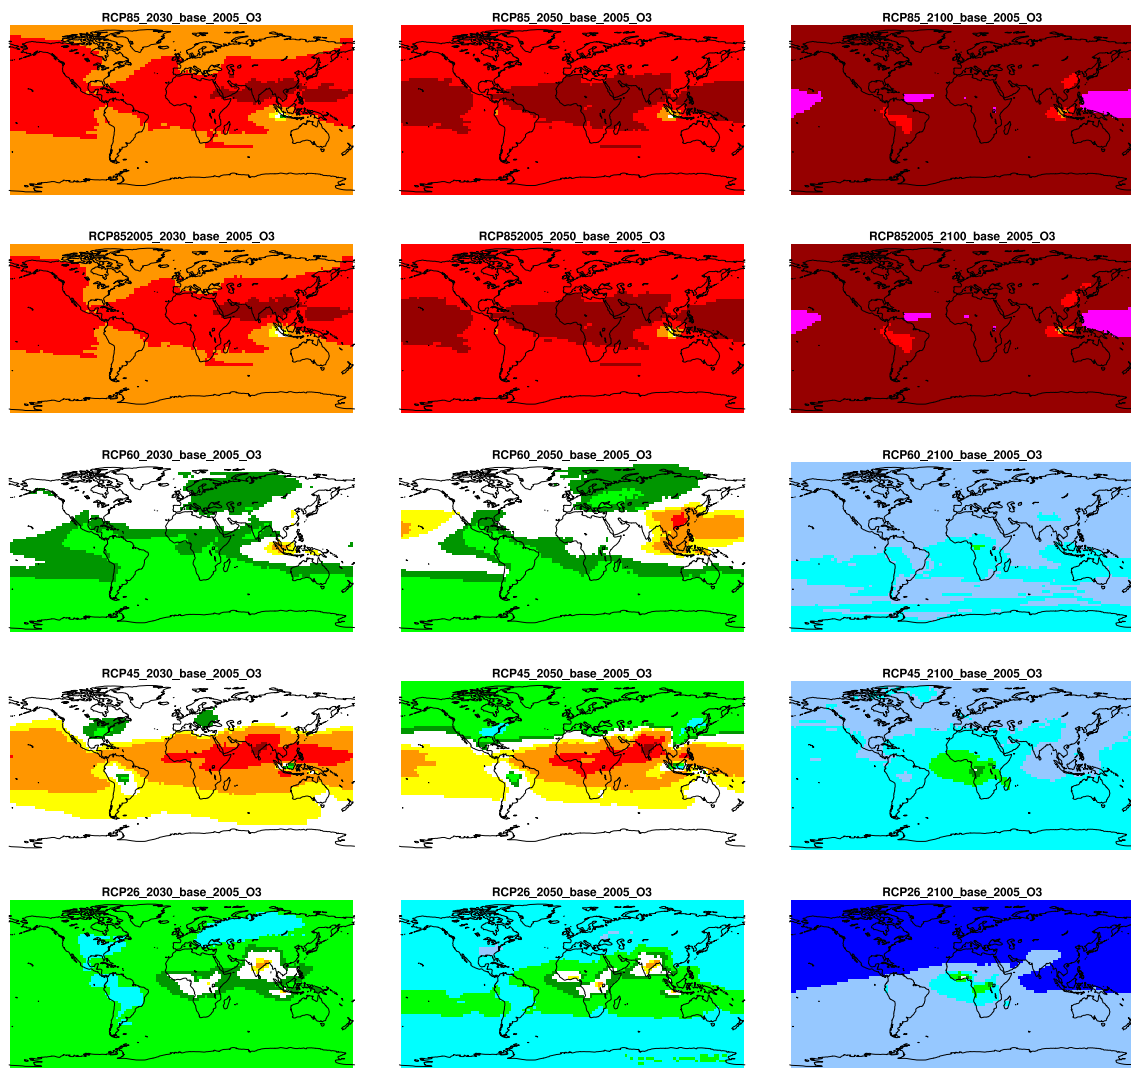 RCP85_2030_base_2005_O3
RCP85_2050_base_2005_O3
RCP85_2100_base_2005_O3
RCP852005_2030_base_2005_O3
RCP852005_2050_base_2005_O3
RCP852005_2100_base_2005_O3
RCP60_2030_base_2005_O3
RCP60_2050_base_2005_O3
RCP60_2100_base_2005_O3
RCP45_2030_base_2005_O3
RCP45_2050_base_2005_O3
RCP45_2100_base_2005_O3
RCP26_2030_base_2005_O3
RCP26_2050_base_2005_O3
RCP26_2100_base_2005_O3